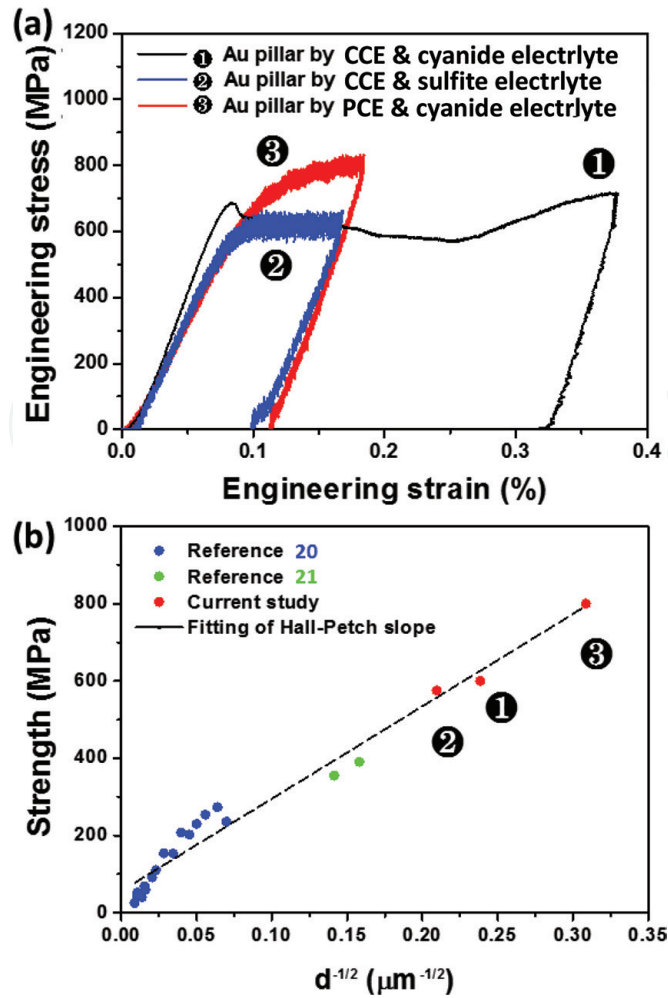 (a)
1200
1000
800
600
400
200
0
Engineering stress (MPa)
❶ Au pillar by CCE & cyanide electrlyte
❷ Au pillar by CCE & sulfite electrlyte
❸ Au pillar by PCE & cyanide electrlyte
❸
❶
❷
0.0 0.1 0.2 0.3 0.4
Engineering strain (%)
(b)
1000
800
600
400
200
0
Strength (MPa)
Reference 20
Reference 21
Current study
Fitting of Hall-Petch slope
❸
❶
❷
0.00 0.05 0.10 0.15 0.20 0.25 0.30 0.35
d⁻¹/² (μm⁻¹/²)